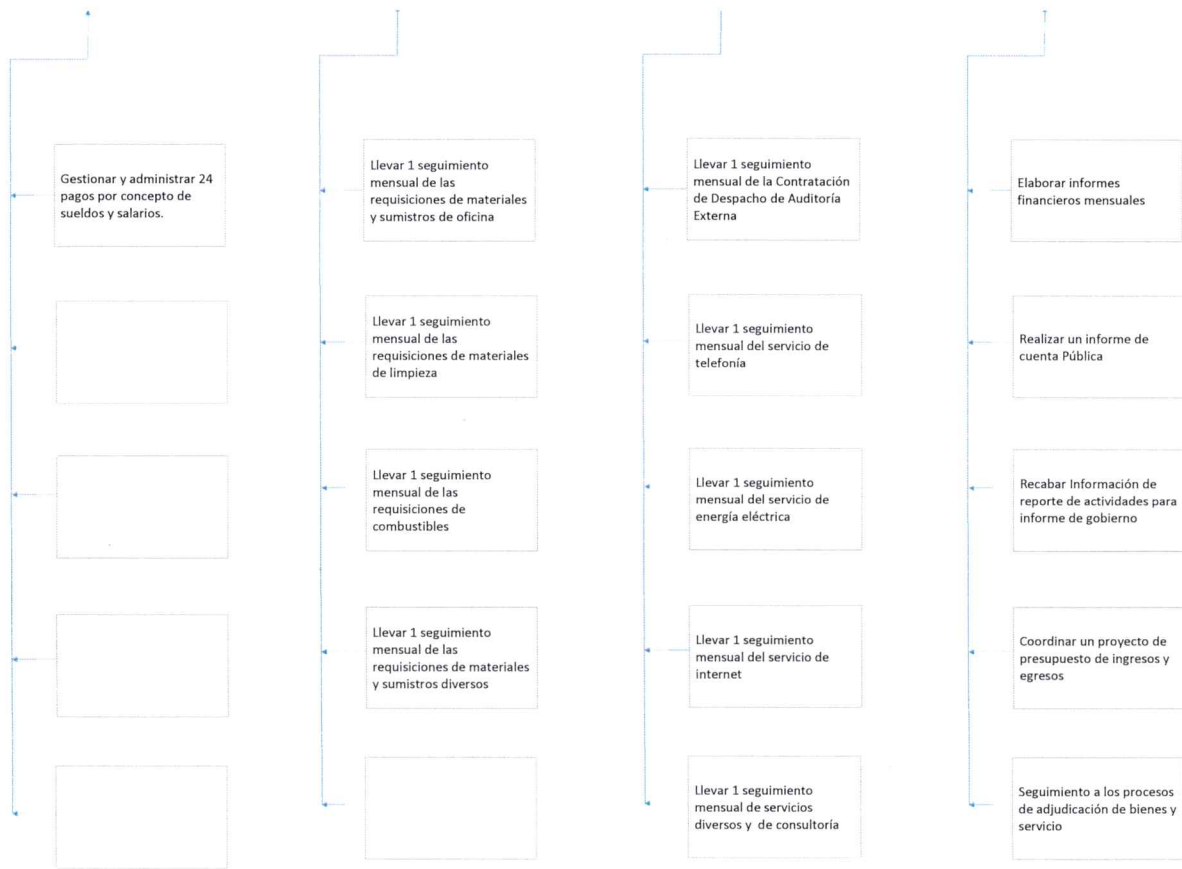 Gestionar y administrar 24
pagos por concepto de
sueldos y salarios.
Llevar 1 seguimiento
mensual de las
requisiciones de materiales
y sumistros de oficina
Llevar 1 seguimiento
mensual de las
requisiciones de materiales
de limpieza
Llevar 1 seguimiento
mensual de las
requisiciones de
combustibles
Llevar 1 seguimiento
mensual de las
requisiciones de materiales
y sumistros diversos
Llevar 1 seguimiento
mensual de la Contratación
de Despacho de Auditoría
Externa
Llevar 1 seguimiento
mensual del servicio de
telefonía
Llevar 1 seguimiento
mensual del servicio de
energía eléctrica
Llevar 1 seguimiento
mensual del servicio de
internet
Llevar 1 seguimiento
mensual de servicios
diversos y de consultoría
Elaborar informes
financieros mensuales
Realizar un informe de
cuenta Pública
Recabar Información de
reporte de actividades para
informe de gobierno
Coordinar un proyecto de
presupuesto de ingresos y
egresos
Seguimiento a los procesos
de adjudicación de bienes y
servicio